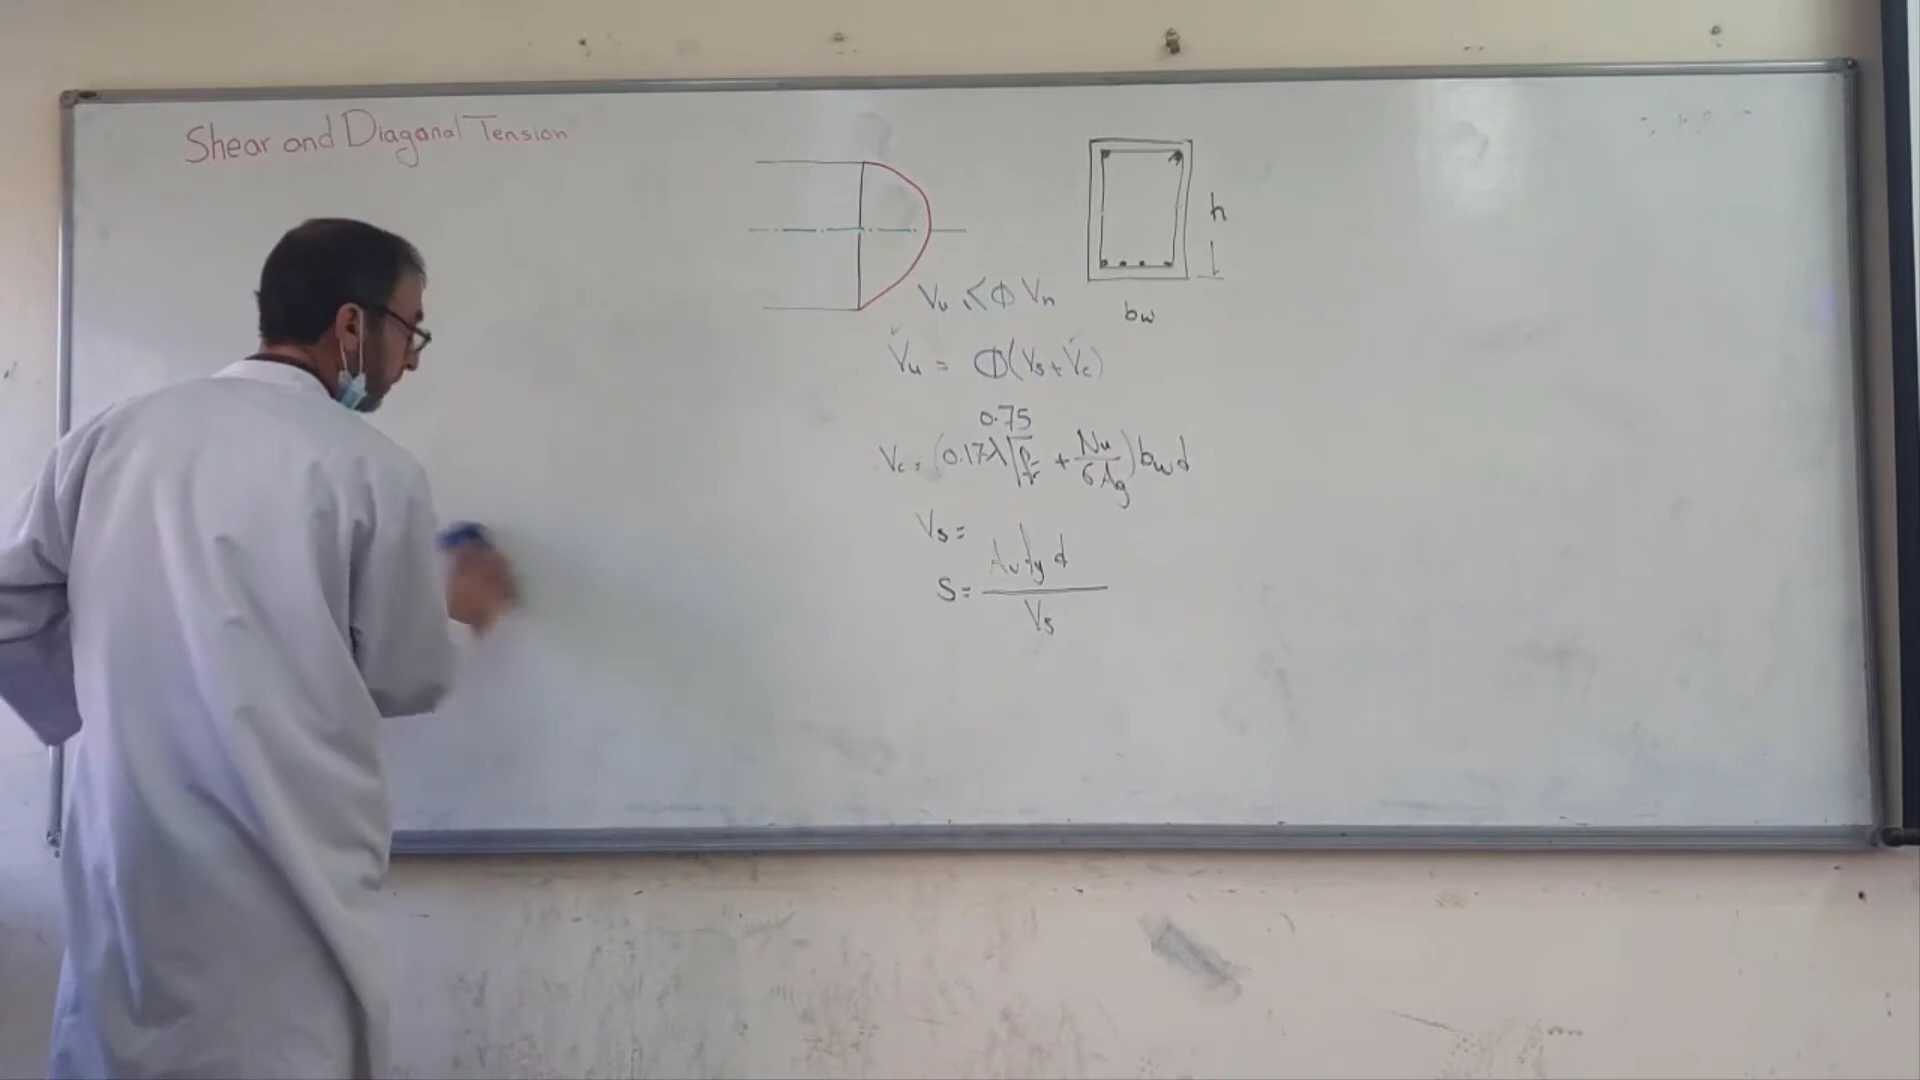 Shear and Diagonal Tension
h
bw
Vu ≤ Φ Vn
Vu = Φ(Vs + Vc)
0.75
Vc = (0.17λ√fc + Nu/6Ag) bw d
Vs =
S = Av fy d / Vs